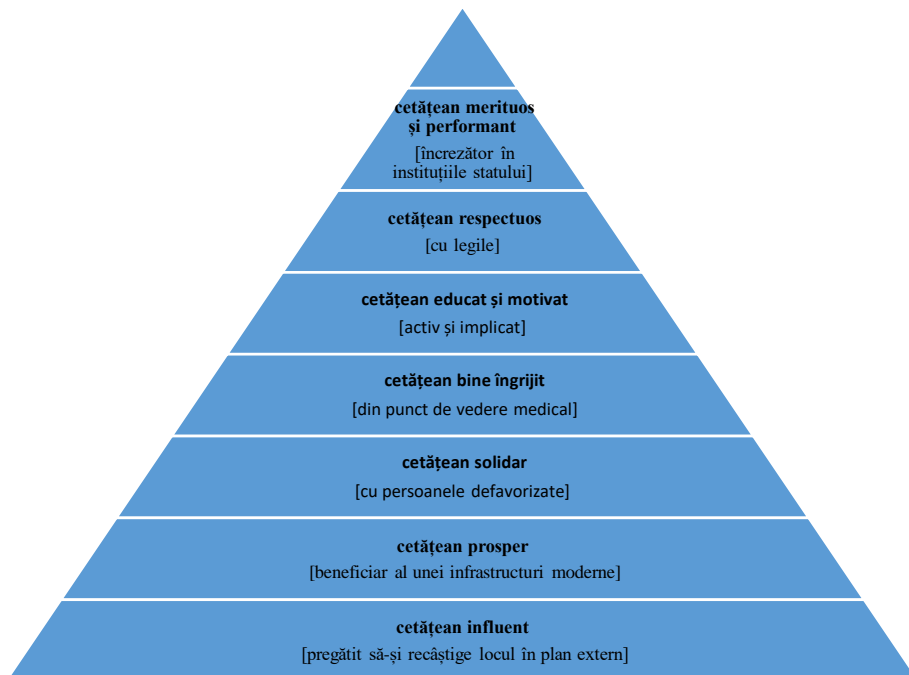 cetățean merituos
și performant
[încrezător în
instituțiile statului]
cetățean respectuos
[cu legile]
cetățean educat și motivat
[activ și implicat]
cetățean bine îngrijit
[din punct de vedere medical]
cetățean solidar
[cu persoanele defavorizate]
cetățean prosper
[beneficiar al unei infrastructuri moderne]
cetățean influent
[pregătit să-și recâștige locul în plan extern]